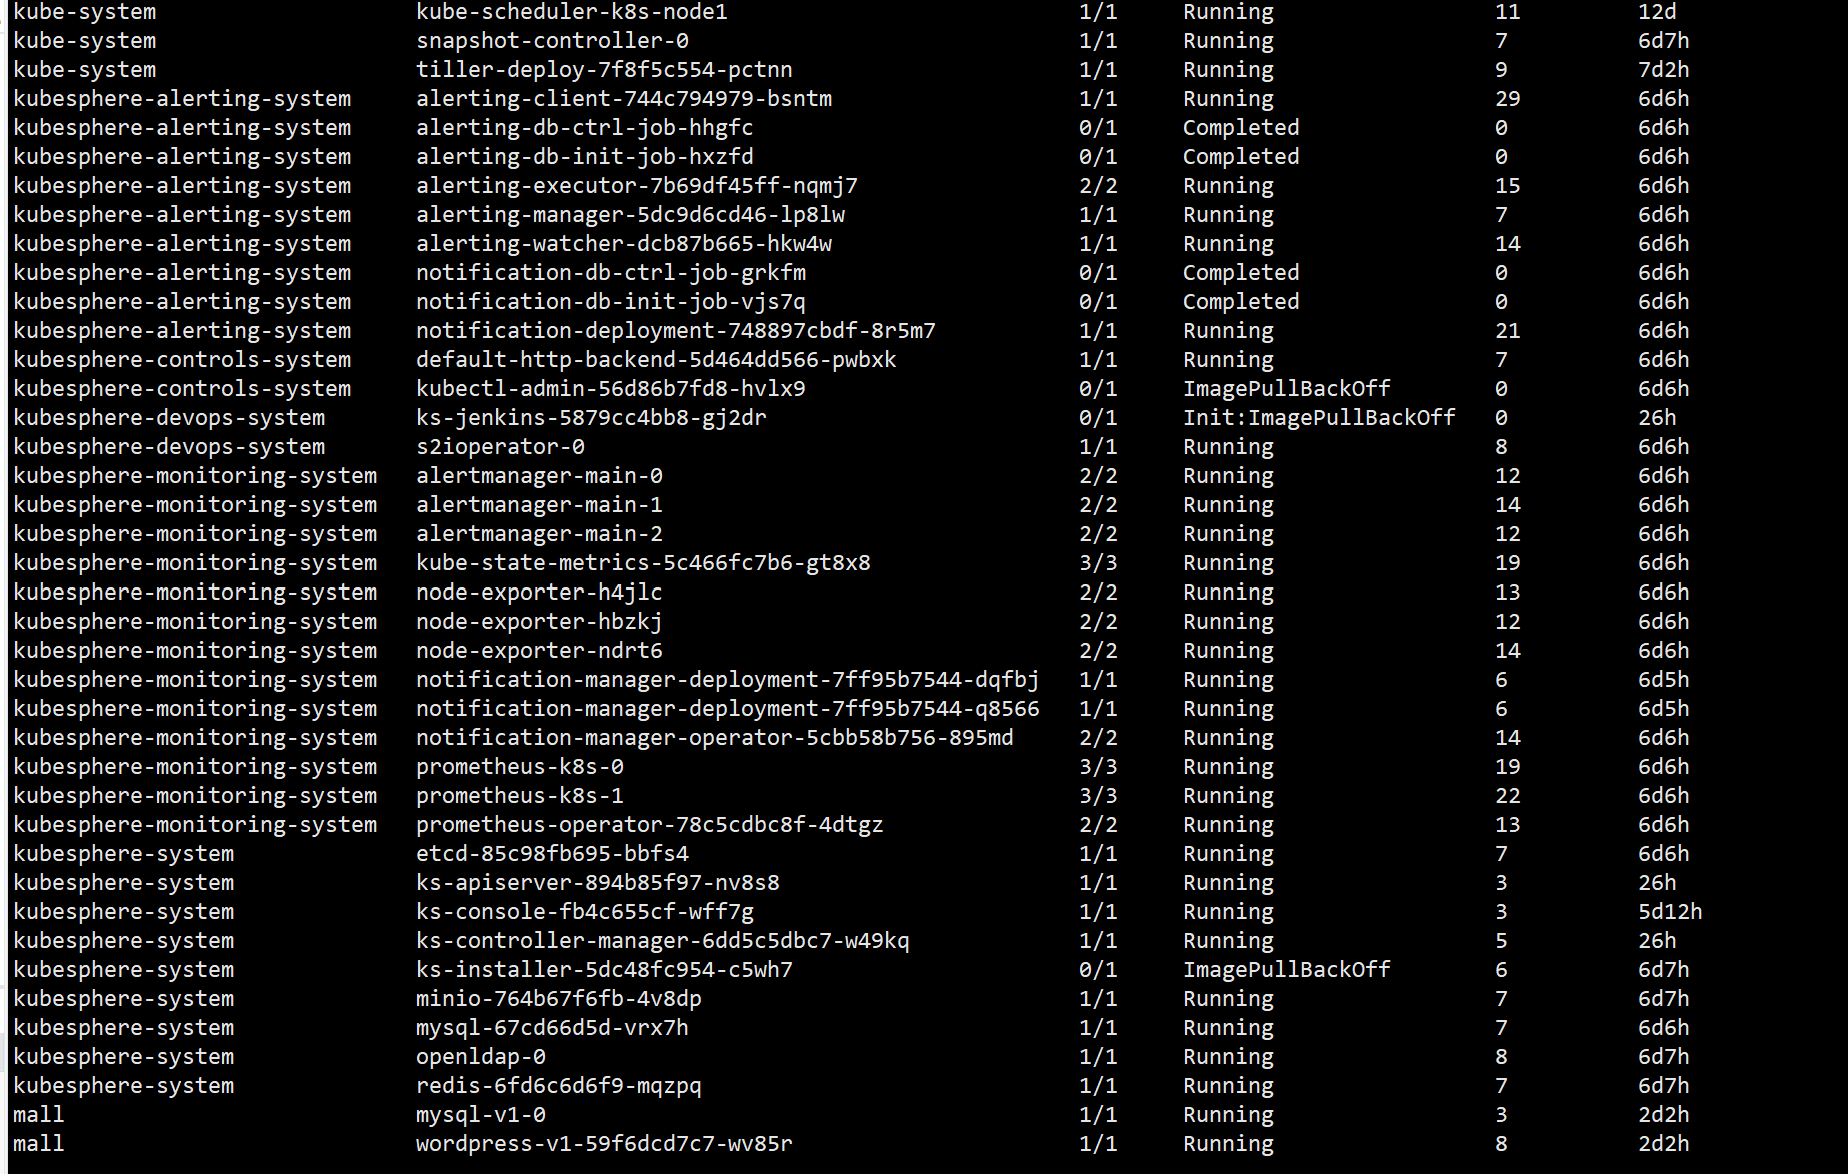 kube-system kube-scheduler-k8s-node1 1/1 Running 11 12d
kube-system snapshot-controller-0 1/1 Running 7 6d7h
kube-system tiller-deploy-7f8f5c554-pctnn 1/1 Running 9 7d2h
kubesphere-alerting-system alerting-client-744c794979-bsntm 1/1 Running 29 6d6h
kubesphere-alerting-system alerting-db-ctrl-job-hhgfc 0/1 Completed 0 6d6h
kubesphere-alerting-system alerting-db-init-job-hxzfd 0/1 Completed 0 6d6h
kubesphere-alerting-system alerting-executor-7b69df45ff-nqmj7 2/2 Running 15 6d6h
kubesphere-alerting-system alerting-manager-5dc9d6cd46-lp8lw 1/1 Running 7 6d6h
kubesphere-alerting-system alerting-watcher-dcb87b665-hkw4w 1/1 Running 14 6d6h
kubesphere-alerting-system notification-db-ctrl-job-grkfm 0/1 Completed 0 6d6h
kubesphere-alerting-system notification-db-init-job-vjs7q 0/1 Completed 0 6d6h
kubesphere-alerting-system notification-deployment-748897cbdf-8r5m7 1/1 Running 21 6d6h
kubesphere-controls-system default-http-backend-5d464dd566-pwbxk 1/1 Running 7 6d6h
kubesphere-controls-system kubectl-admin-56d86b7fd8-hvlx9 0/1 ImagePullBackOff 0 6d6h
kubesphere-devops-system ks-jenkins-5879cc4bb8-gj2dr 0/1 Init:ImagePullBackOff 0 26h
kubesphere-devops-system s2ioperator-0 1/1 Running 8 6d6h
kubesphere-monitoring-system alertmanager-main-0 2/2 Running 12 6d6h
kubesphere-monitoring-system alertmanager-main-1 2/2 Running 14 6d6h
kubesphere-monitoring-system alertmanager-main-2 2/2 Running 12 6d6h
kubesphere-monitoring-system kube-state-metrics-5c466fc7b6-gt8x8 3/3 Running 19 6d6h
kubesphere-monitoring-system node-exporter-h4jlc 2/2 Running 13 6d6h
kubesphere-monitoring-system node-exporter-hbzkj 2/2 Running 12 6d6h
kubesphere-monitoring-system node-exporter-ndrt6 2/2 Running 14 6d6h
kubesphere-monitoring-system notification-manager-deployment-7ff95b7544-dqfbj 1/1 Running 6 6d5h
kubesphere-monitoring-system notification-manager-deployment-7ff95b7544-q8566 1/1 Running 6 6d5h
kubesphere-monitoring-system notification-manager-operator-5cbb58b756-895md 2/2 Running 14 6d6h
kubesphere-monitoring-system prometheus-k8s-0 3/3 Running 19 6d6h
kubesphere-monitoring-system prometheus-k8s-1 3/3 Running 22 6d6h
kubesphere-monitoring-system prometheus-operator-78c5cdbc8f-4dtgz 2/2 Running 13 6d6h
kubesphere-system etcd-85c98fb695-bbfs4 1/1 Running 7 6d6h
kubesphere-system ks-apiserver-894b85f97-nv8s8 1/1 Running 3 26h
kubesphere-system ks-console-fb4c655cf-wff7g 1/1 Running 3 5d12h
kubesphere-system ks-controller-manager-6dd5c5dbc7-w49kq 1/1 Running 5 26h
kubesphere-system ks-installer-5dc48fc954-c5wh7 0/1 ImagePullBackOff 6 6d7h
kubesphere-system minio-764b67f6fb-4v8dp 1/1 Running 7 6d7h
kubesphere-system mysql-67cd66d5d-vrx7h 1/1 Running 7 6d6h
kubesphere-system openldap-0 1/1 Running 8 6d7h
kubesphere-system redis-6fd6c6d6f9-mqzpq 1/1 Running 7 6d7h
mall mysql-v1-0 1/1 Running 3 2d2h
mall wordpress-v1-59f6dcd7c7-wv85r 1/1 Running 8 2d2h